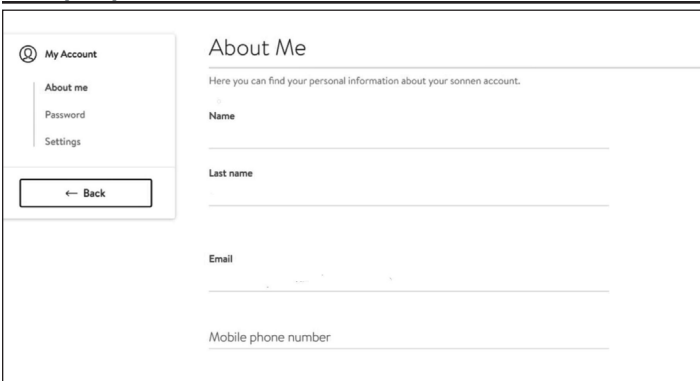 My Account
About me
Password
Settings
← Back
About Me
Here you can find your personal information about your sonnen account.
Name
Last name
Email
Mobile phone number